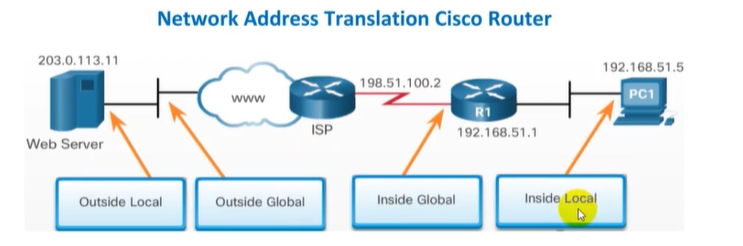 Network Address Translation Cisco Router
203.0.113.11
192.168.51.5
198.51.100.2
www
PC1
R1
ISP
192.168.51.1
Web Server
Outside Local
Outside Global
Inside Global
Inside Local